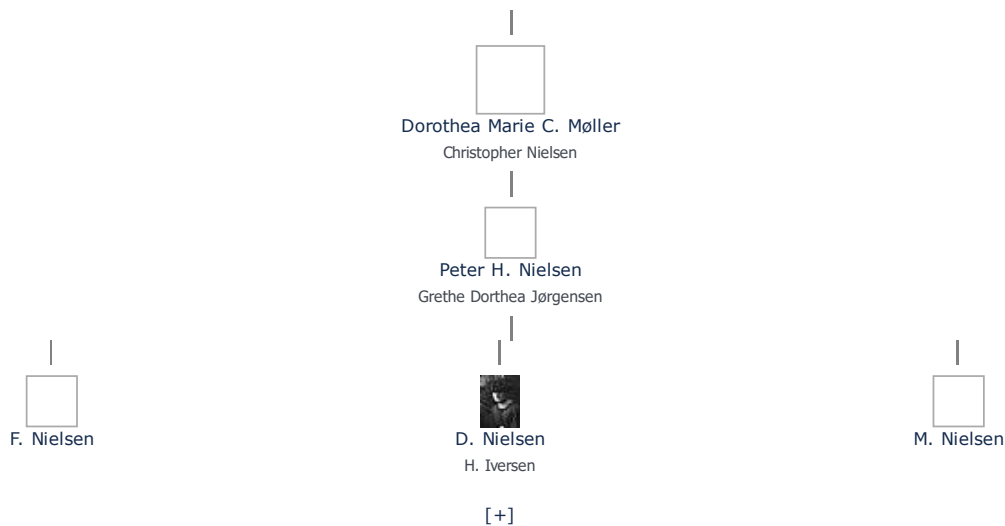 Dorothea Marie C. Møller
Christopher Nielsen
Peter H. Nielsen
Grethe Dorthea Jørgensen
F. Nielsen
D. Nielsen
M. Nielsen
H. Iversen
[+]